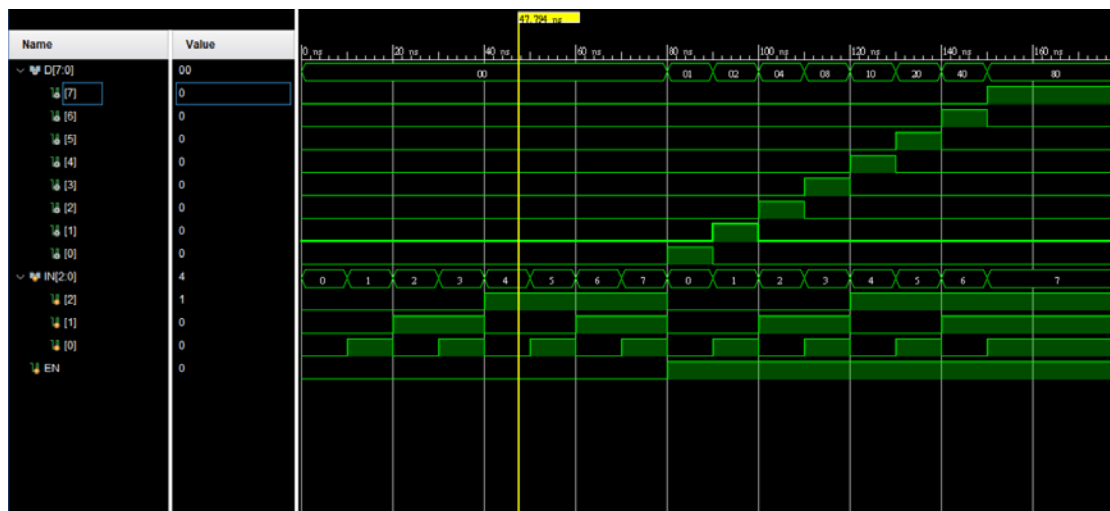 47.794 ns
Name Value
0 ns 20 ns 40 ns 60 ns 80 ns 100 ns 120 ns 140 ns 160 ns
D[7:0] 00 00 01 02 04 08 10 20 40 80
[7] 0
[6] 0
[5] 0
[4] 0
[3] 0
[2] 0
[1] 0
[0] 0
IN[2:0] 4 0 1 2 3 4 5 6 7 0 1 2 3 4 5 6 7
[2] 1
[1] 0
[0] 0
EN 0